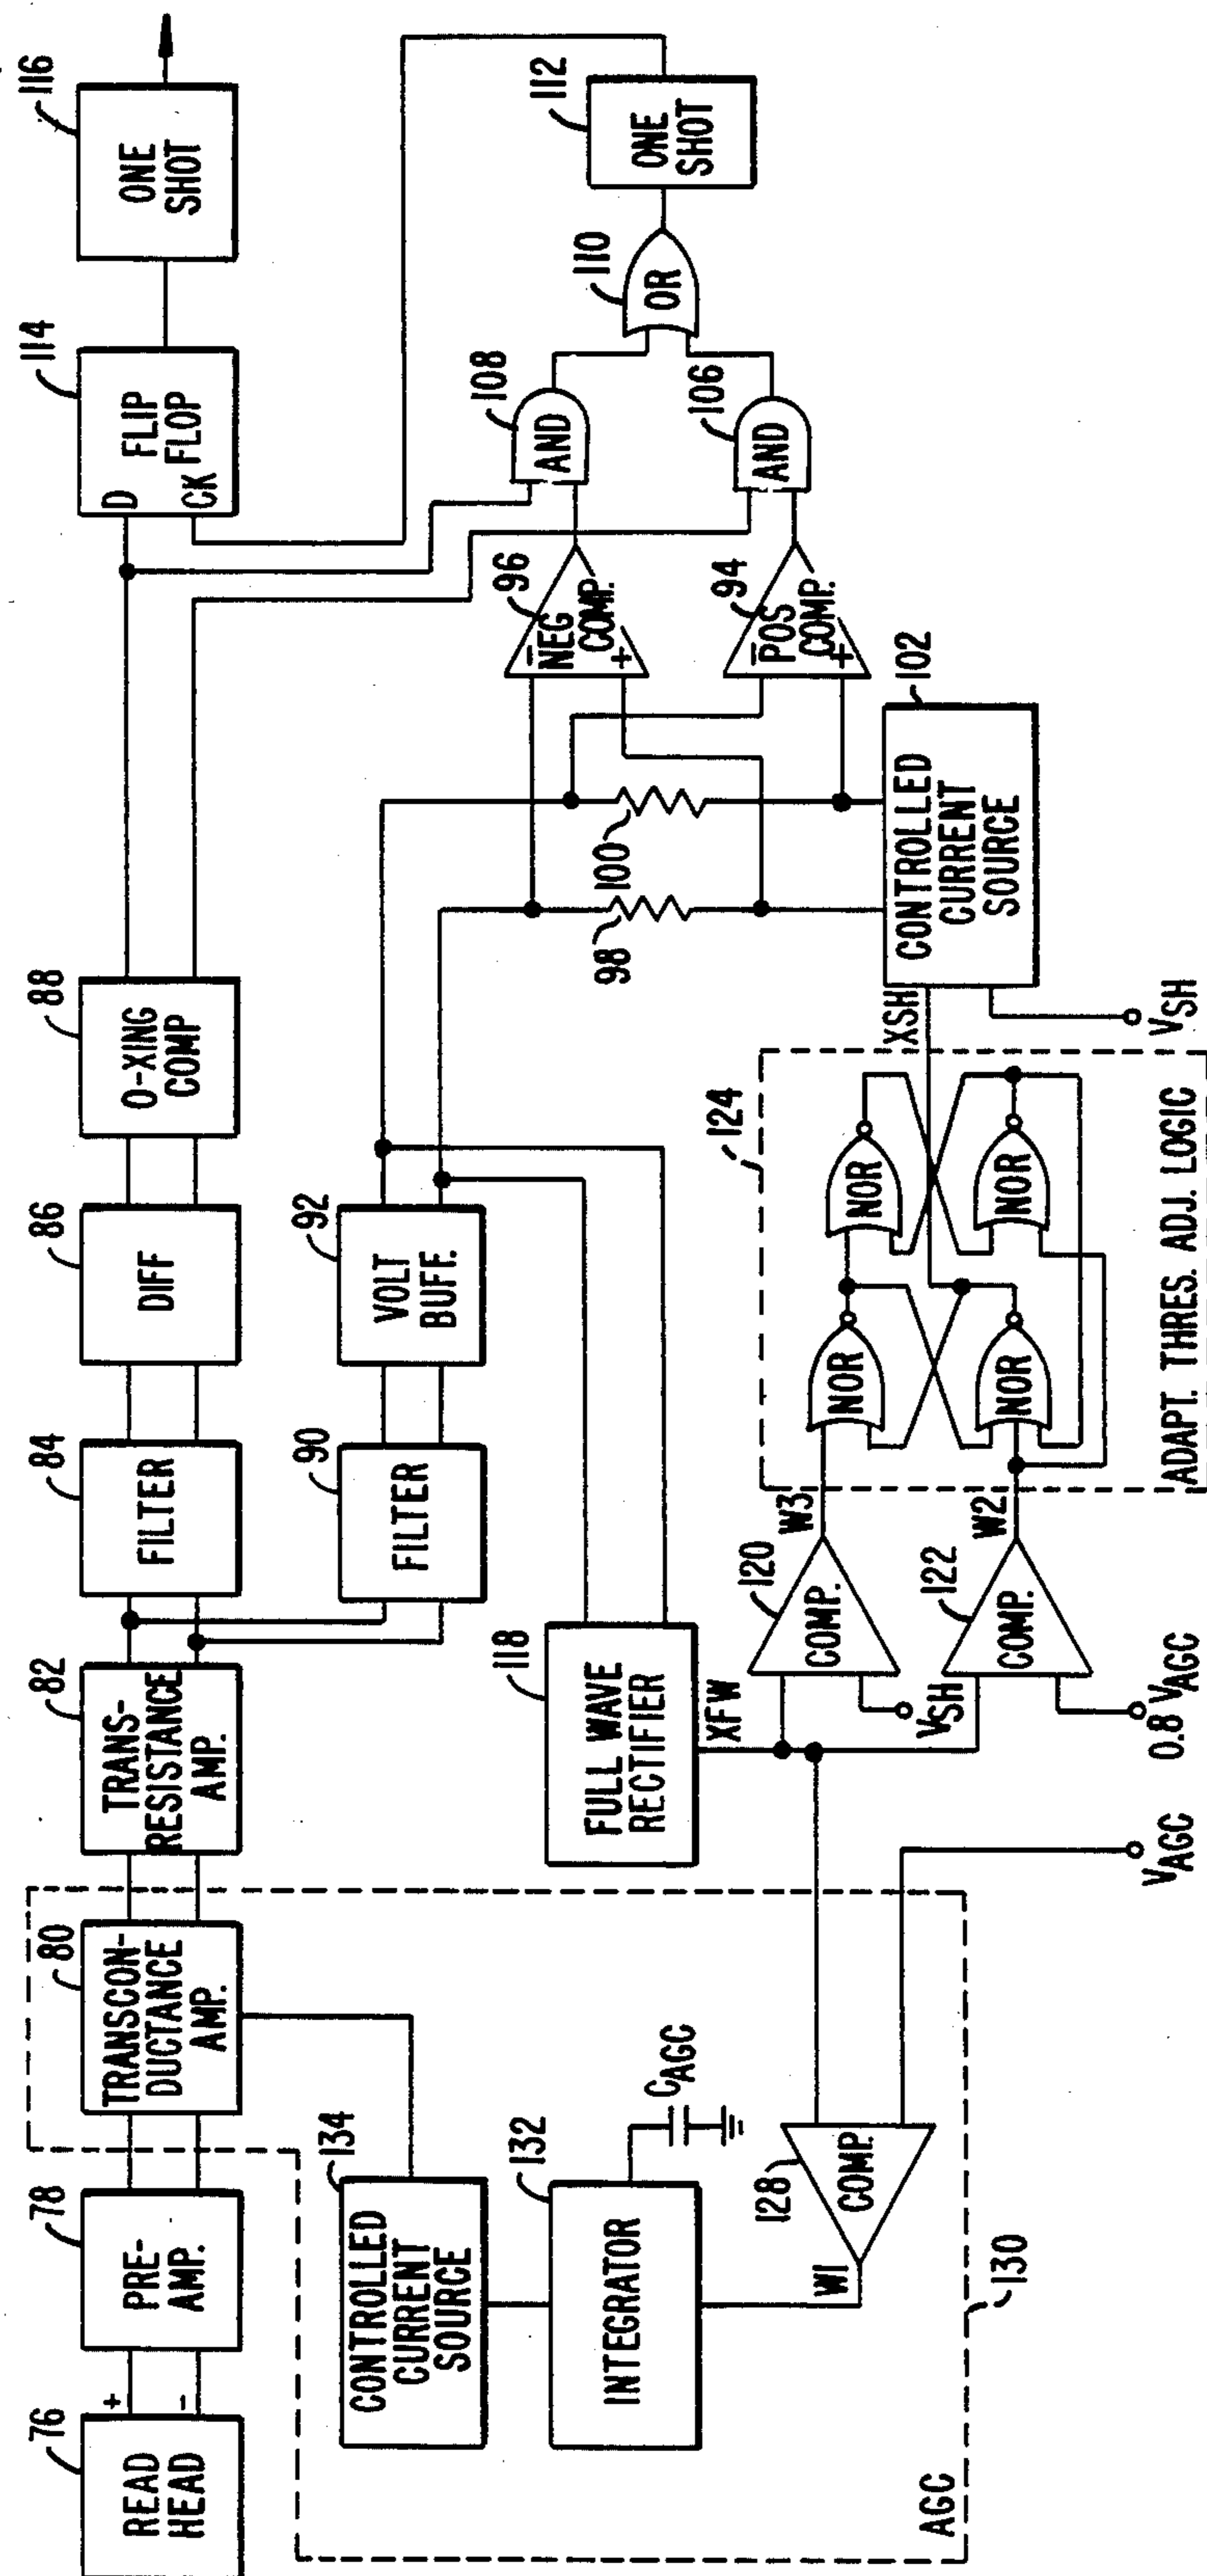 76
READ
HEAD
+
-
78
PRE-
AMP.
80
TRANSCON-
DUCTANCE
AMP.
82
TRANS-
RESISTANCE
AMP.
84
FILTER
86
DIFF
88
0-XING
COMP
114
D
CK
FLIP
FLOP
116
ONE
SHOT
90
FILTER
92
VOLT
BUFF.
134
CONTROLLED
CURRENT
SOURCE
132
INTEGRATOR
CAGC
W1
128
COMP.
VAGC
AGC
130
118
FULL WAVE
RECTIFIER
XFW
120
COMP.
W3
VSH
122
COMP.
W2
0.8 VAGC
124
NOR
NOR
NOR
NOR
ADAPT. THRES. ADJ. LOGIC
XSH
VSH
102
CONTROLLED
CURRENT
SOURCE
98
100
96
-
NEG
COMP.
+
94
-
POS
COMP.
+
108
AND
106
AND
110
OR
112
ONE
SHOT